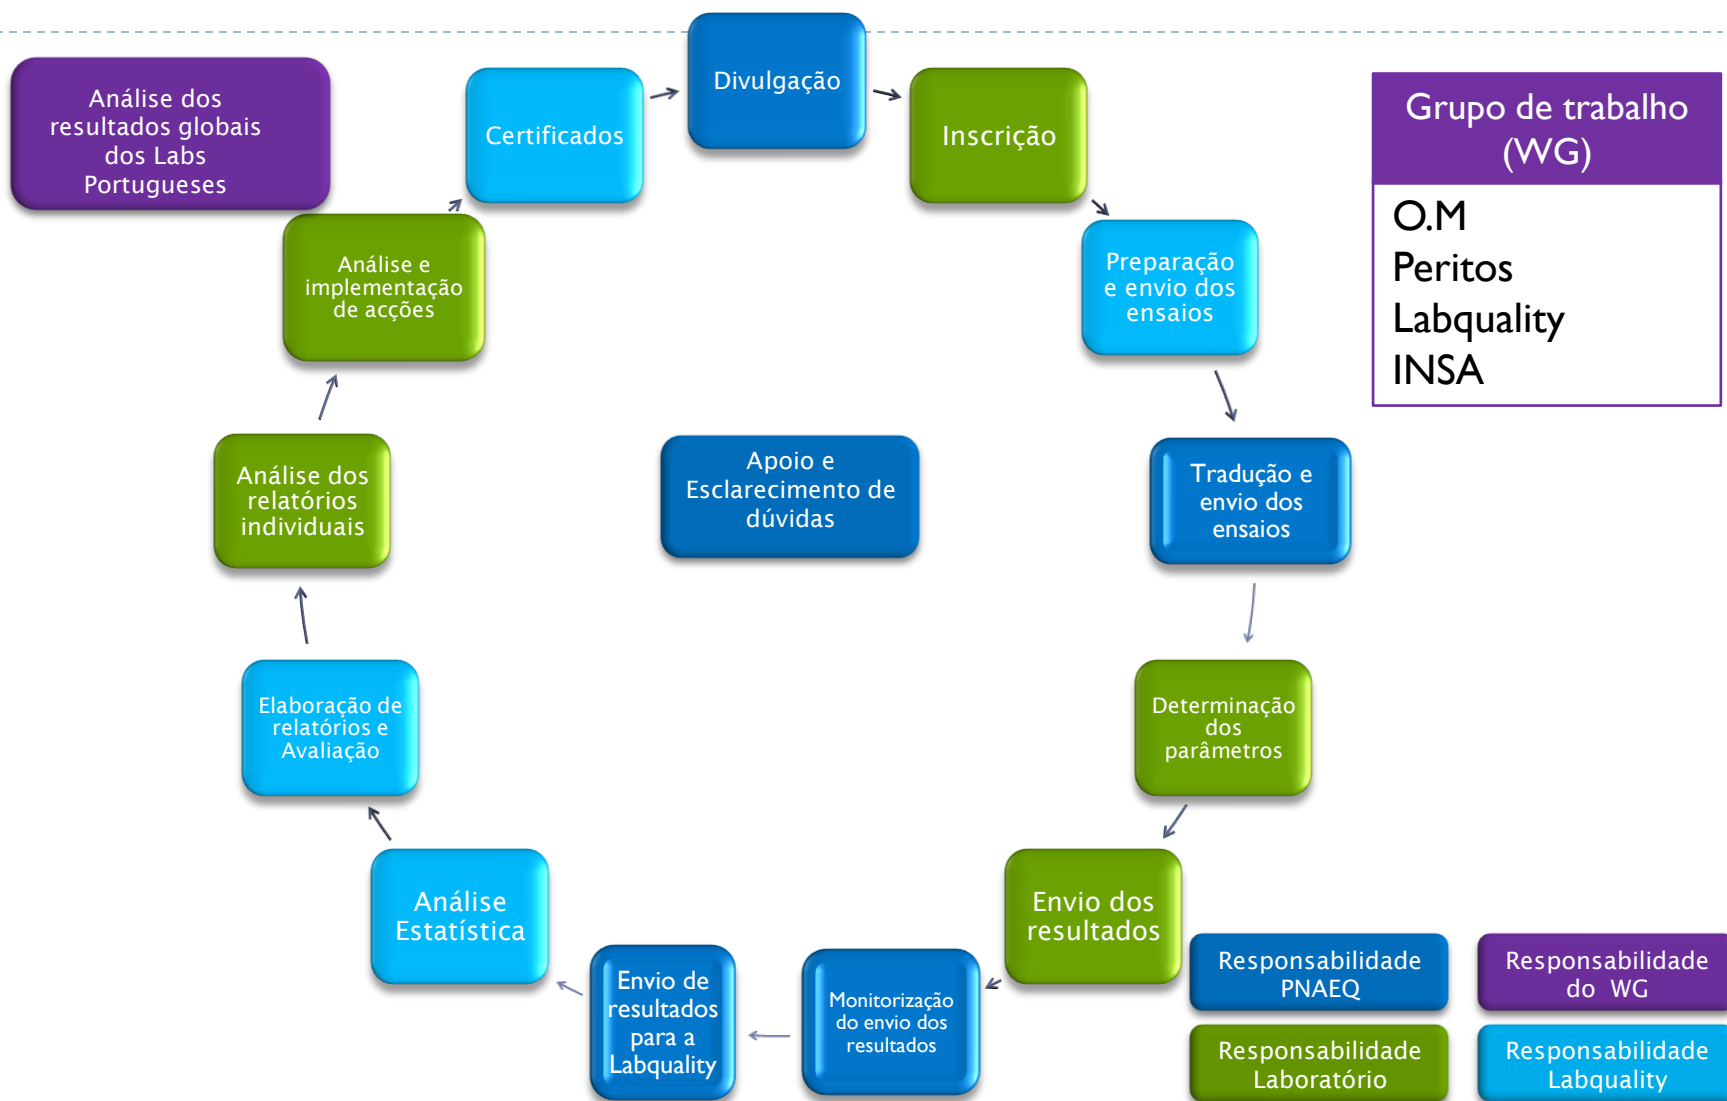 Divulgação
Inscrição
Preparação
e envio dos
ensaios
Tradução e
envio dos
ensaios
Determinação
dos
parâmetros
Envio dos
resultados
Monitorização
do envio dos
resultados
Envio de
resultados
para a
Labquality
Análise
Estatística
Elaboração de
relatórios e
Avaliação
Análise dos
relatórios
individuais
Análise e
implementação
de acções
Certificados
Análise dos
resultados globais
dos Labs
Portugueses
Apoio e
Esclarecimento de
dúvidas
Grupo de trabalho
(WG)
O.M
Peritos
Labquality
INSA
Responsabilidade
PNAEQ
Responsabilidade
do WG
Responsabilidade
Laboratório
Responsabilidade
Labquality